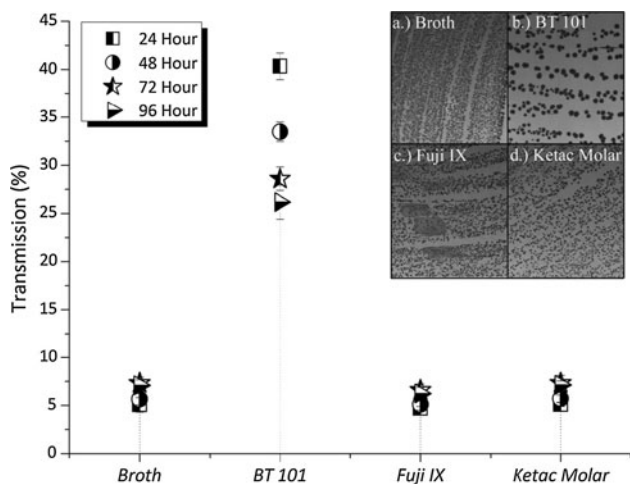 45
40
35
30
25
20
15
10
5
0
Transmission (%)
24 Hour
48 Hour
72 Hour
96 Hour
a.) Broth
b.) BT 101
c.) Fuji IX
d.) Ketac Molar
Broth
BT 101
Fuji IX
Ketac Molar